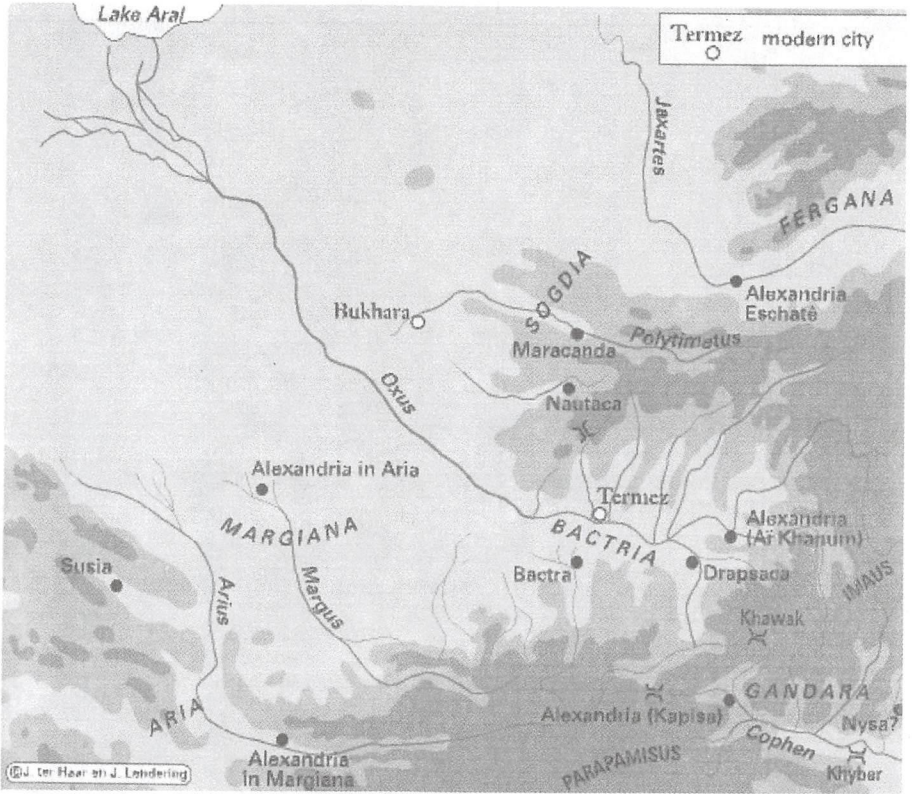 Lake Aral
Termez modern city
Jaxartes
FERGANA
Alexandria
Eschatê
SOGDIA
Bukhara
Polytimetus
Maracanda
Oxus
Nautaca
Alexandria in Aria
Termez
MARGIANA
BACTRIA
Alexandria
(Aï Khanum)
Susia
Arius
Margus
Bactra
Drapsaca
IMAUS
Khawak
ARIA
Alexandria (Kapisa)
GANDARA
Nysa?
Cophen
Khyber
Alexandria
in Margiana
PARAPAMISUS
©J. ter Haar en J. Lendering